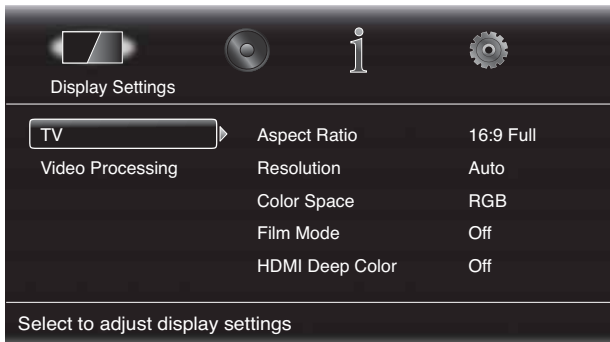 Display Settings
TV Aspect Ratio 16:9 Full
Video Processing Resolution Auto
Color Space RGB
Film Mode Off
HDMI Deep Color Off
Select to adjust display settings